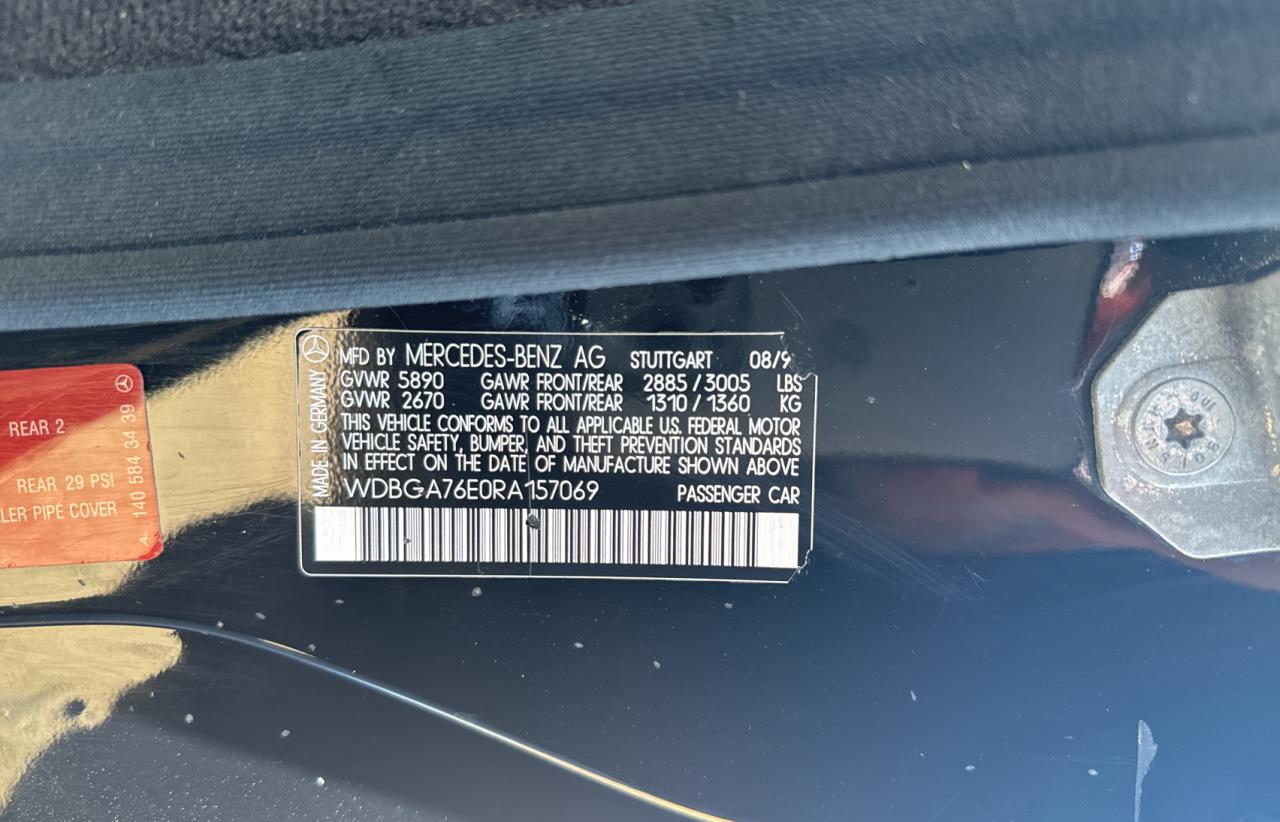 MFD BY MERCEDES-BENZ AG STUTTGART 08/9
GVWR 5890 GAWR FRONT/REAR 2885 / 3005 LBS
GVWR 2670 GAWR FRONT/REAR 1310 / 1360 KG
THIS VEHICLE CONFORMS TO ALL APPLICABLE U.S. FEDERAL MOTOR
VEHICLE SAFETY, BUMPER, AND THEFT PREVENTION STANDARDS
IN EFFECT ON THE DATE OF MANUFACTURE SHOWN ABOVE
WDBGA76E0RA157069 PASSENGER CAR
MADE IN GERMANY
REAR 2
REAR 29 PSI
LER PIPE COVER
A 140 584 34 39